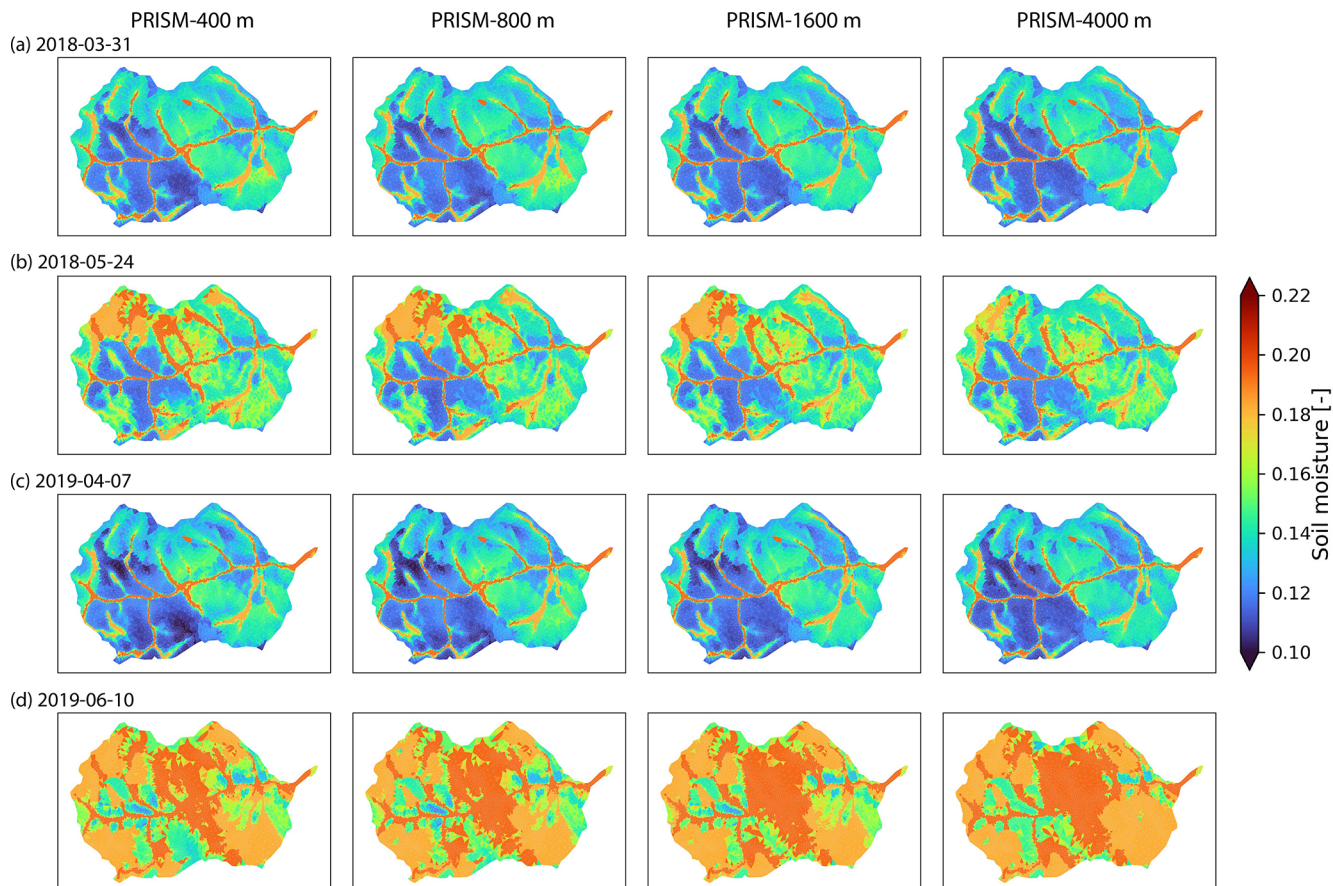 PRISM-400 m PRISM-800 m PRISM-1600 m PRISM-4000 m
(a) 2018-03-31
(b) 2018-05-24
(c) 2019-04-07
(d) 2019-06-10
0.22
0.20
0.18
0.16
0.14
0.12
0.10
Soil moisture [-]